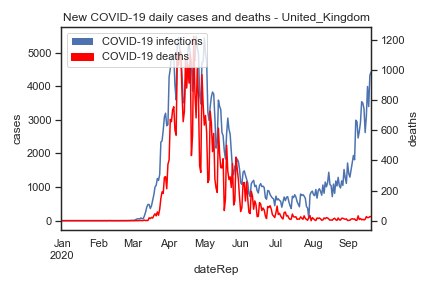 New COVID-19 daily cases and deaths - United_Kingdom
COVID-19 infections
COVID-19 deaths
cases
5000
4000
3000
2000
1000
0
deaths
1200
1000
800
600
400
200
0
Jan Feb Mar Apr May Jun Jul Aug Sep
2020
dateRep